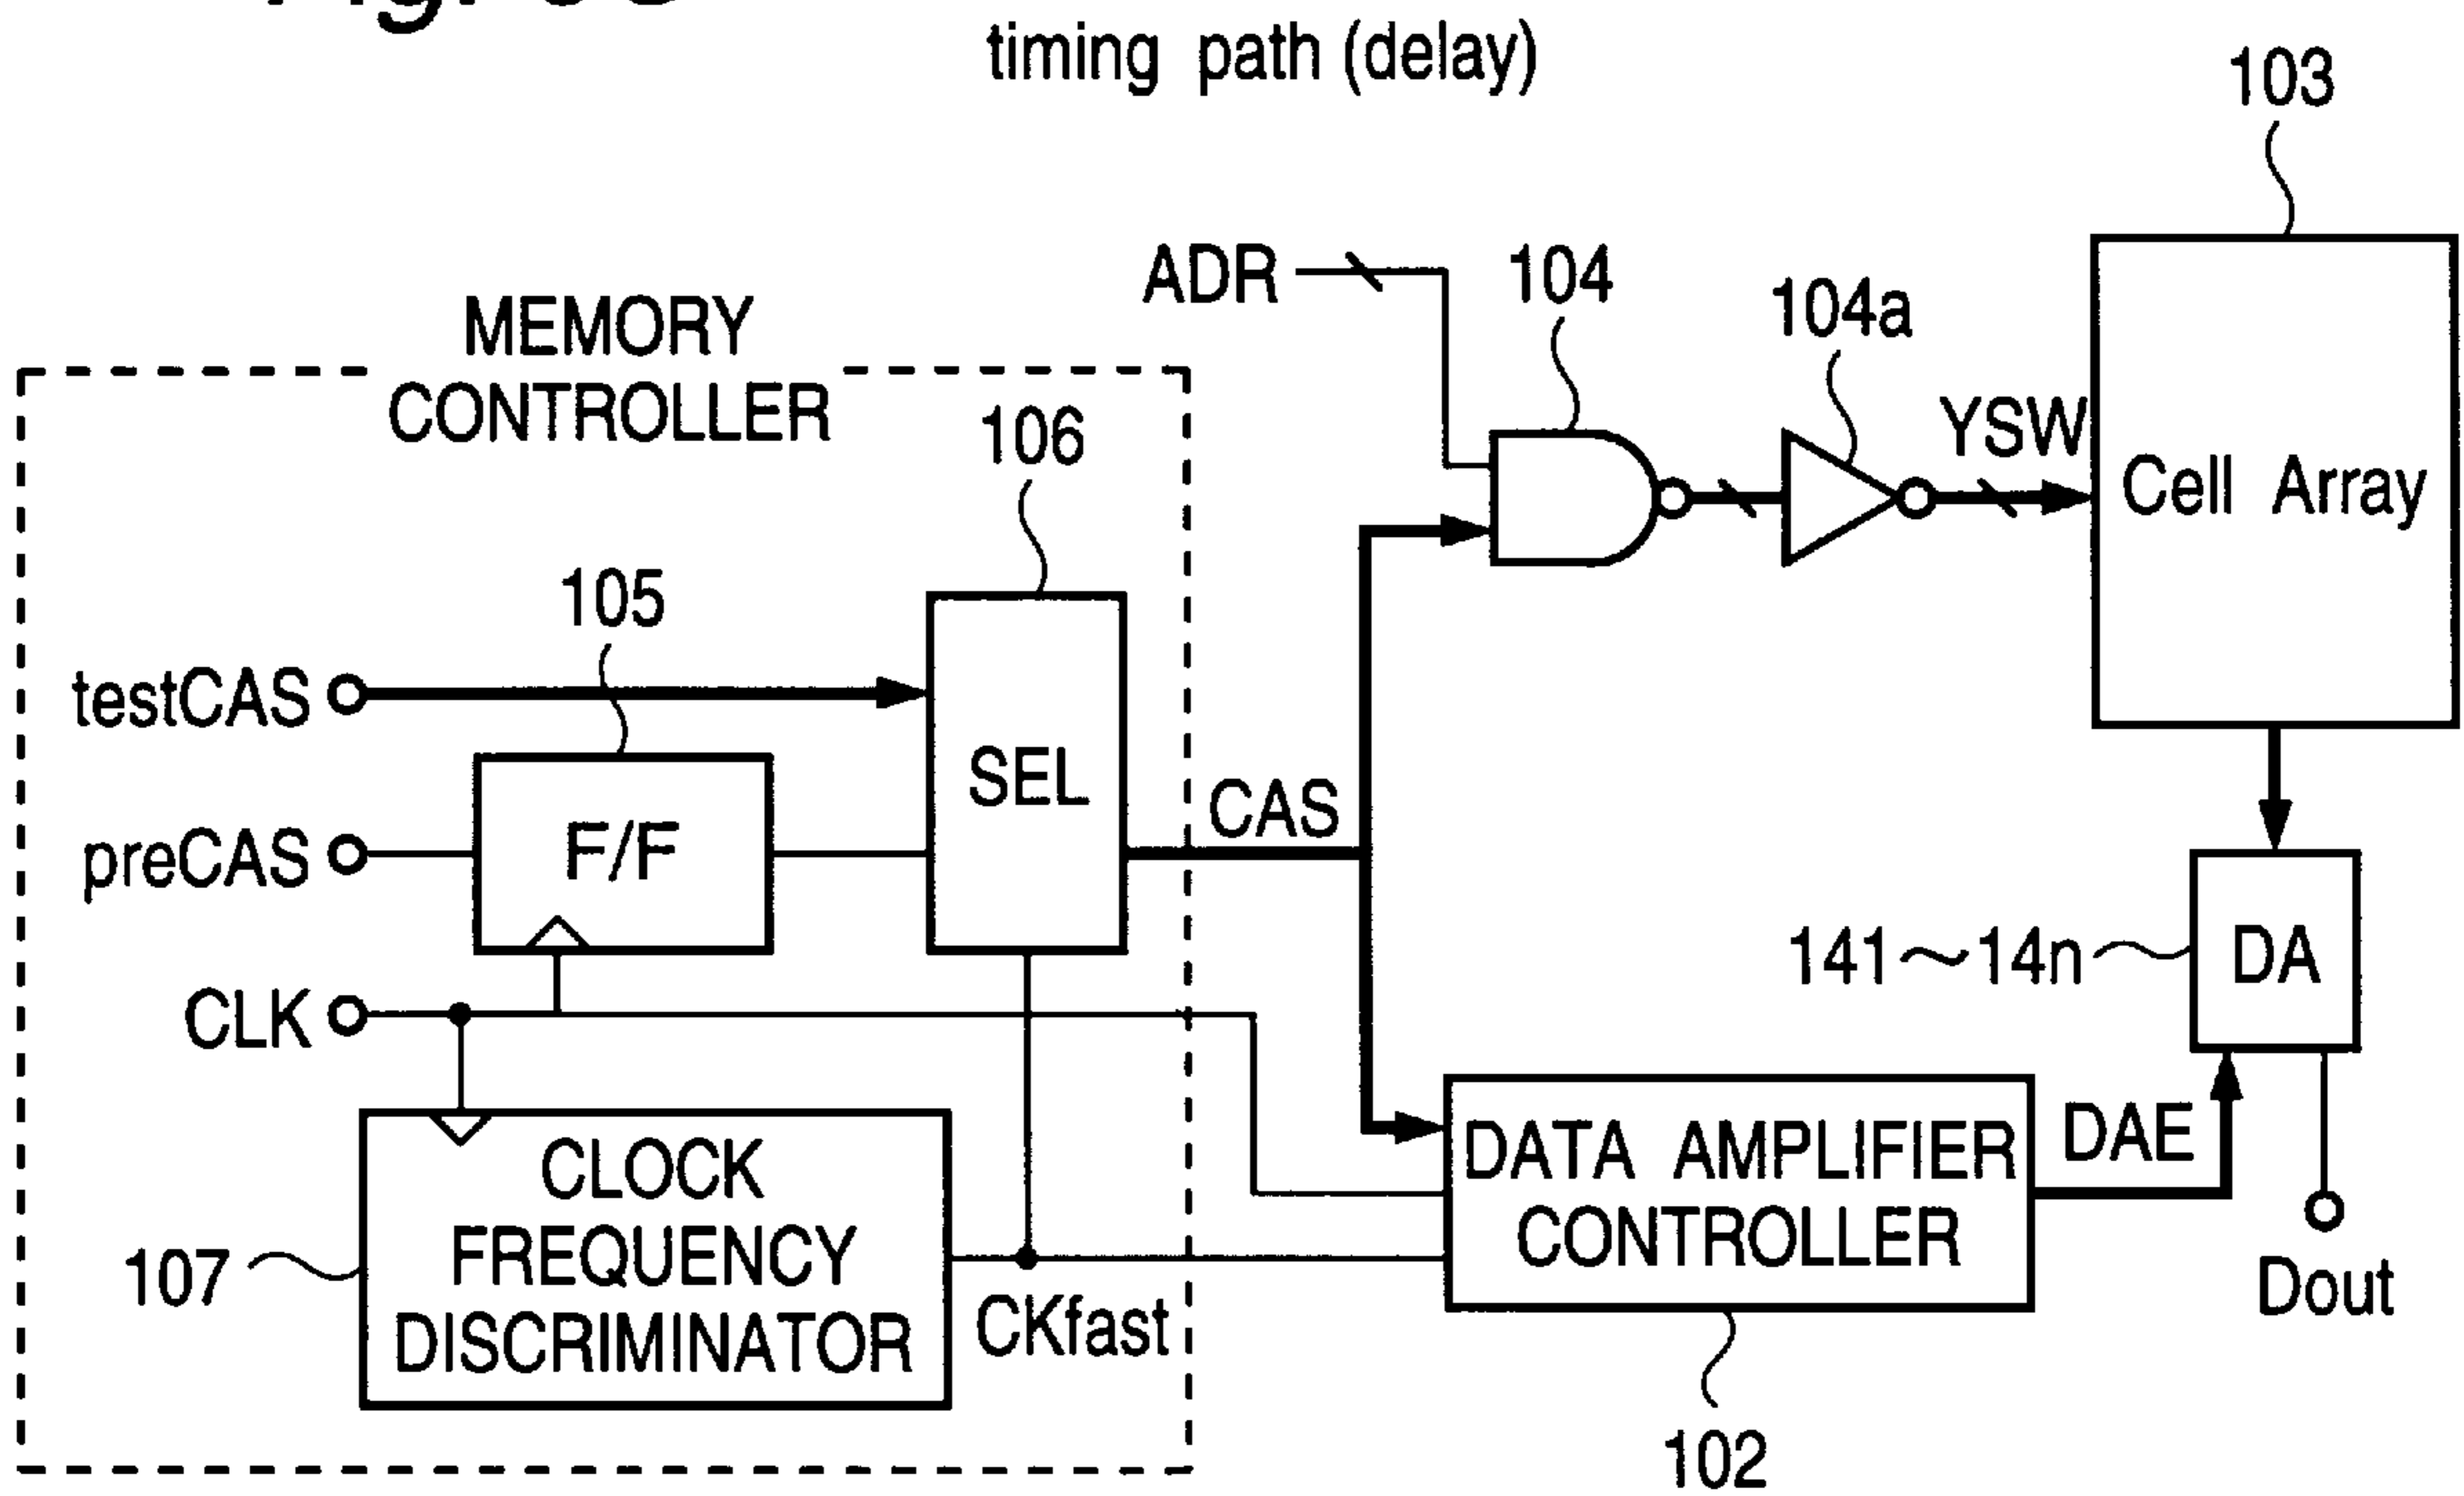 timing path (delay)
103
ADR
104
104a
MEMORY
CONTROLLER
106
YSW
Cell Array
105
testCAS
SEL
CAS
preCAS
F/F
141~14n
DA
CLK
CLOCK
FREQUENCY
DISCRIMINATOR
107
CKfast
DATA AMPLIFIER
CONTROLLER
DAE
Dout
102